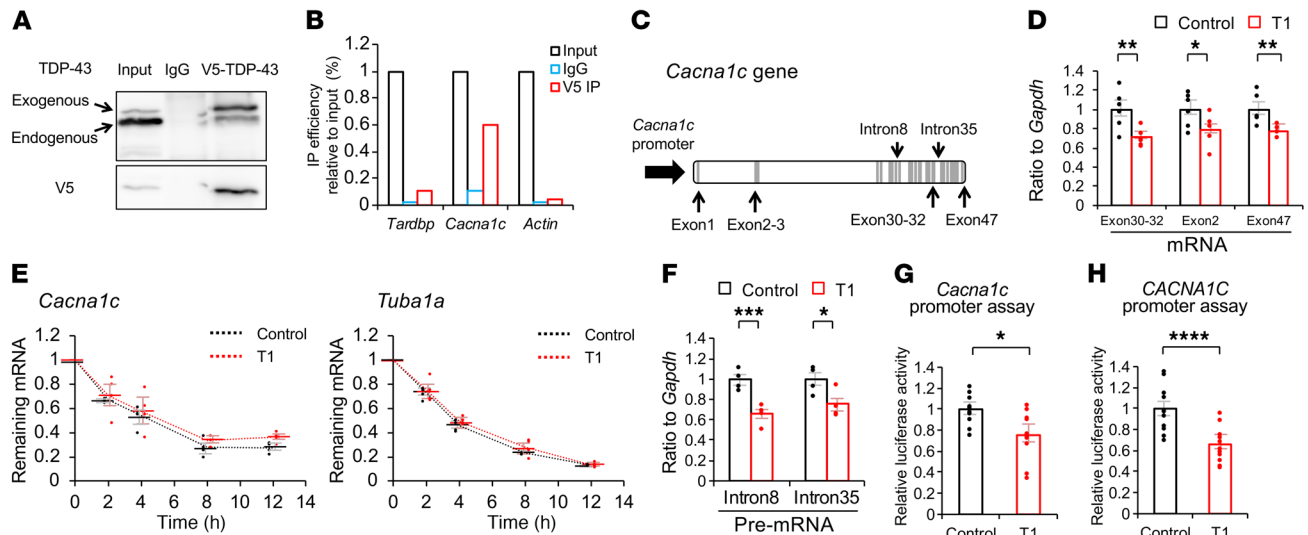 A
TDP-43
Input IgG V5-TDP-43
Exogenous
Endogenous
V5
B
IP efficiency
relative to input (%)
1.2
1
0.8
0.6
0.4
0.2
0
Input
IgG
V5 IP
Tardbp Cacna1c Actin
C
Cacna1c gene
Cacna1c
promoter
Intron8 Intron35
Exon1 Exon2-3 Exon30-32 Exon47
D
Control T1
** * **
Ratio to Gapdh
1.4
1.2
1
0.8
0.6
0.4
0.2
0
Exon30-32 Exon2 Exon47
mRNA
E
Cacna1c
Control
T1
Remaining mRNA
1.2
1
0.8
0.6
0.4
0.2
0
0 2 4 6 8 10 12 14
Time (h)
Tuba1a
Control
T1
Remaining mRNA
1.2
1
0.8
0.6
0.4
0.2
0
0 2 4 6 8 10 12 14
Time (h)
F
Control T1
*** *
Ratio to Gapdh
1.4
1.2
1
0.8
0.6
0.4
0.2
0
Intron8 Intron35
Pre-mRNA
G
Cacna1c
promoter assay
*
Relative luciferase activity
1.4
1.2
1
0.8
0.6
0.4
0.2
0
Control T1
H
CACNA1C
promoter assay
****
Relative luciferase activity
1.4
1.2
1
0.8
0.6
0.4
0.2
0
Control T1